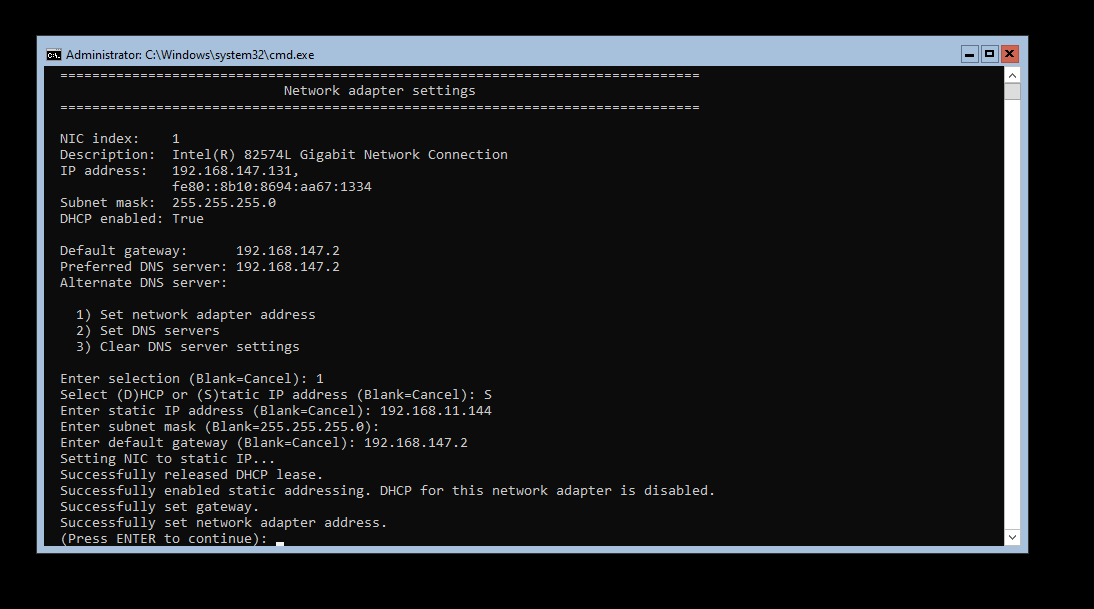 Administrator: C:\Windows\system32\cmd.exe
================================================================================
Network adapter settings
================================================================================
NIC index: 1
Description: Intel(R) 82574L Gigabit Network Connection
IP address: 192.168.147.131,
fe80::8b10:8694:aa67:1334
Subnet mask: 255.255.255.0
DHCP enabled: True
Default gateway: 192.168.147.2
Preferred DNS server: 192.168.147.2
Alternate DNS server:
1) Set network adapter address
2) Set DNS servers
3) Clear DNS server settings
Enter selection (Blank=Cancel): 1
Select (D)HCP or (S)tatic IP address (Blank=Cancel): S
Enter static IP address (Blank=Cancel): 192.168.11.144
Enter subnet mask (Blank=255.255.255.0):
Enter default gateway (Blank=Cancel): 192.168.147.2
Setting NIC to static IP...
Successfully released DHCP lease.
Successfully enabled static addressing. DHCP for this network adapter is disabled.
Successfully set gateway.
Successfully set network adapter address.
(Press ENTER to continue):